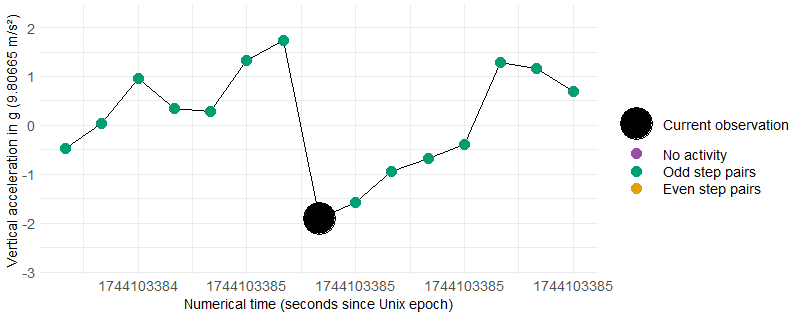 Vertical acceleration in g (9.80665 m/s²)
2
1
0
-1
-2
-3
1744103384 1744103385 1744103385 1744103385 1744103385
Numerical time (seconds since Unix epoch)
Current observation
No activity
Odd step pairs
Even step pairs